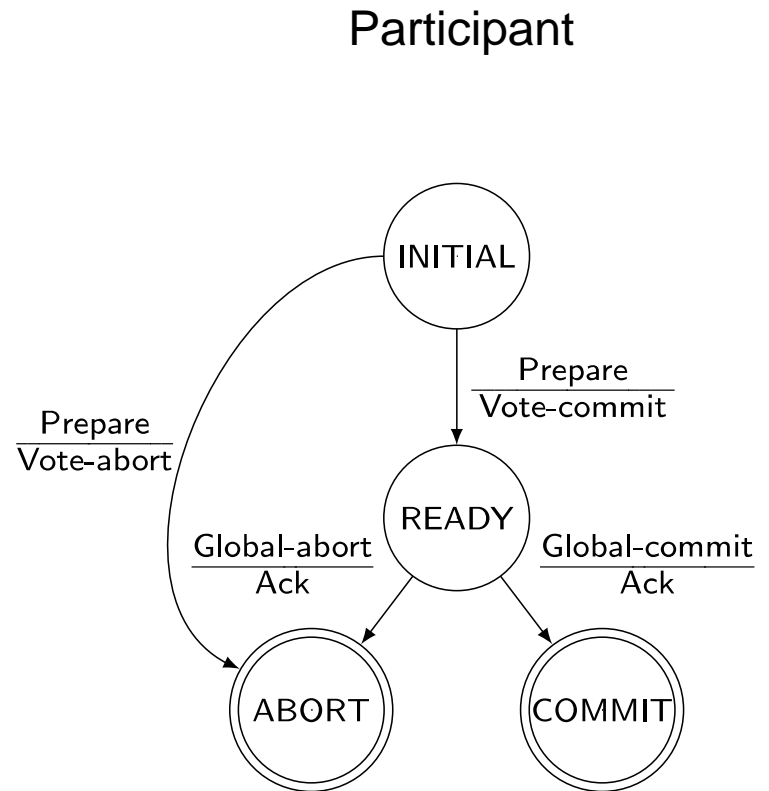 Participant
INITIAL
Prepare
Vote-commit
Prepare
Vote-abort
READY
Global-abort
Ack
Global-commit
Ack
ABORT
COMMIT